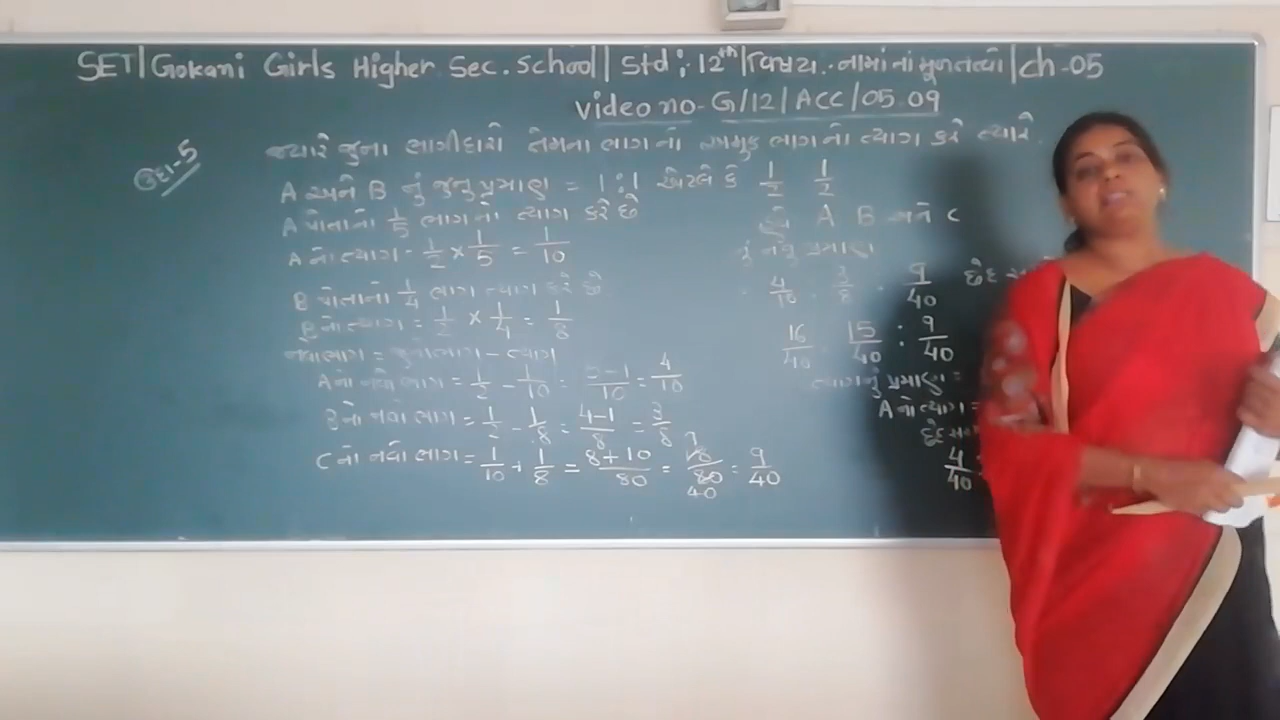 SET | Gokani Girls Higher Sec. School | Std : 12th | વિષય. નામાંનાં મૂળતત્વો | ch-05
Video no- G/12 | ACC / 05.09
ઉદા-5
જ્યારે જુના ભાગીદારો તેમના ભાગનો અમુક ભાગનો ત્યાગ કરે ત્યારે.
A અને B નું જુનુ પ્રમાણ = 1 : 1 એટલે કે 1/2 1/2
A પોતાનો 1/5 ભાગનો ત્યાગ કરે છે
A નો ત્યાગ - 1/2 × 1/5 = 1/10
B પોતાનો 1/4 ભાગ ત્યાગ કરે છે
B નો ત્યાગ = 1/2 × 1/4 = 1/8
નવો ભાગ = જુનો ભાગ - ત્યાગ
A નો નવો ભાગ = 1/2 - 1/10 = 5-1/10 = 4/10
B નો નવો ભાગ = 1/2 - 1/8 = 4-1/8 = 3/8
C નો નવો ભાગ = 1/10 + 1/8 = 8+10/80 = 18/80 = 9/40
9
40
હવે A B અને C
નું નવું પ્રમાણ
4/10 : 3/8 : 9/40 છેદ
16/40 : 15/40 : 9/40
ત્યાગનું પ્રમાણ =
A નો ત્યાગ =
છેદ
4/40